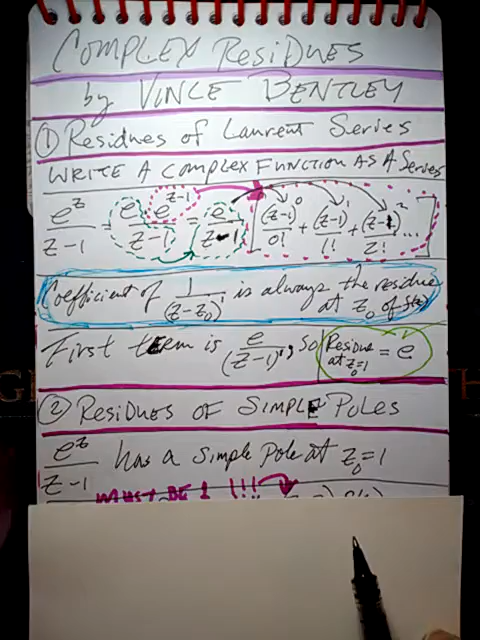 COMPLEX RESIDUES
by VINCE BENTLEY
① Residues of Laurent Series
WRITE A COMPLEX FUNCTION AS A Series
e^z/(z-1) = e e^(z-1)/(z-1) = e/(z-1) [(z-1)^0/0! + (z-1)^1/1! + (z-1)^2/2! ...]
Coefficient of 1/(z-z₀)^1 is always the residue at z₀ of f(z)
First term is e/(z-1)^1, so Residue at z₀=1 = e
② RESIDUES OF SIMPLE POLES
e^z/(z-1) has a simple Pole at z₀=1
MUST BE 1 !!!